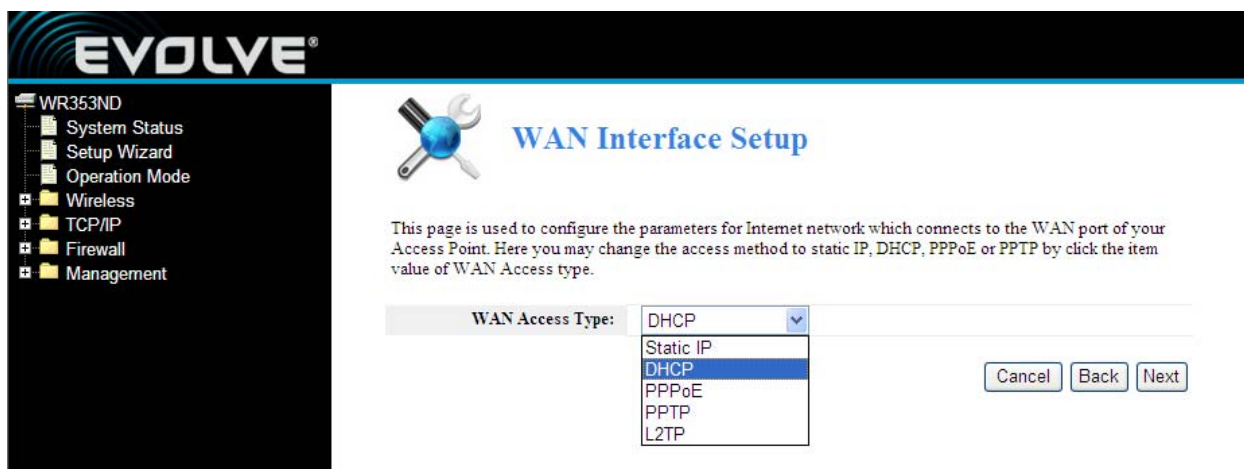 EVOLVE®
WR353ND
System Status
Setup Wizard
Operation Mode
Wireless
TCP/IP
Firewall
Management
WAN Interface Setup
This page is used to configure the parameters for Internet network which connects to the WAN port of your
Access Point. Here you may change the access method to static IP, DHCP, PPPoE or PPTP by click the item
value of WAN Access type.
WAN Access Type: DHCP
Static IP
DHCP
PPPoE
PPTP
L2TP
Cancel Back Next